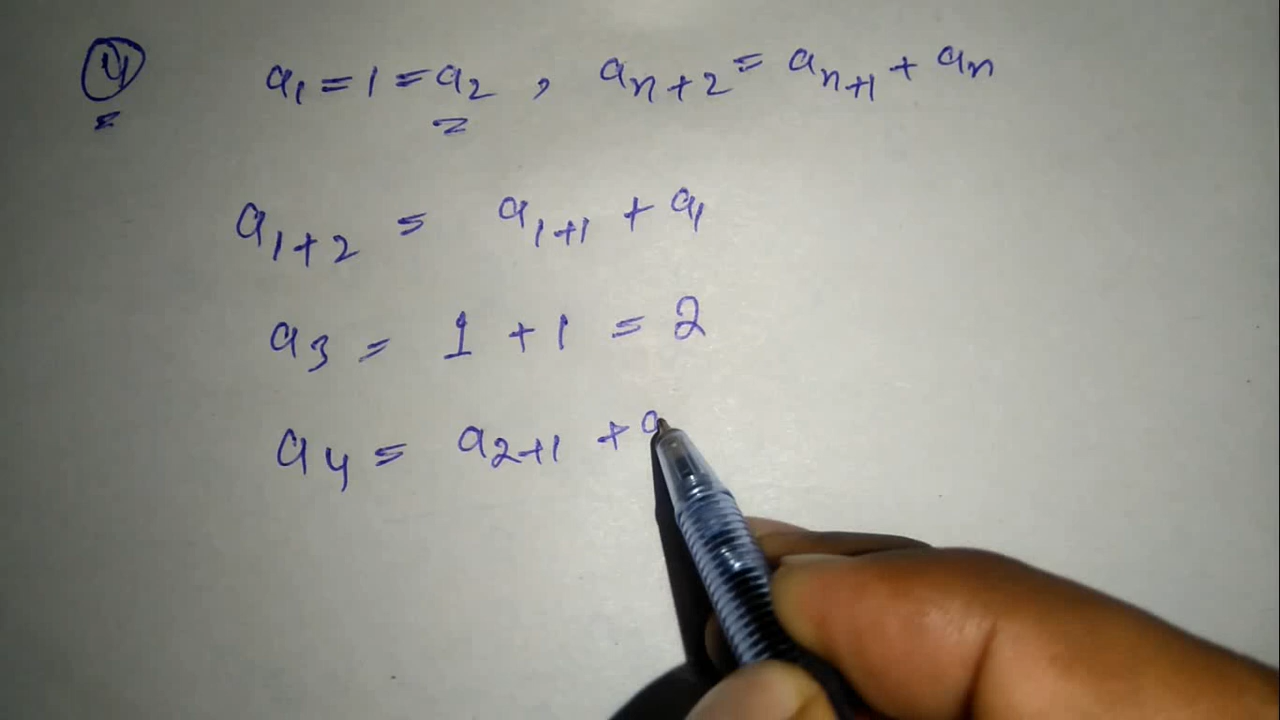 ④ a₁ = 1 = a₂ , aₙ₊₂ = aₙ₊₁ + aₙ
a₁₊₂ = a₁₊₁ + a₁
a₃ = 1 + 1 = 2
a₄ = a₂₊₁ + a